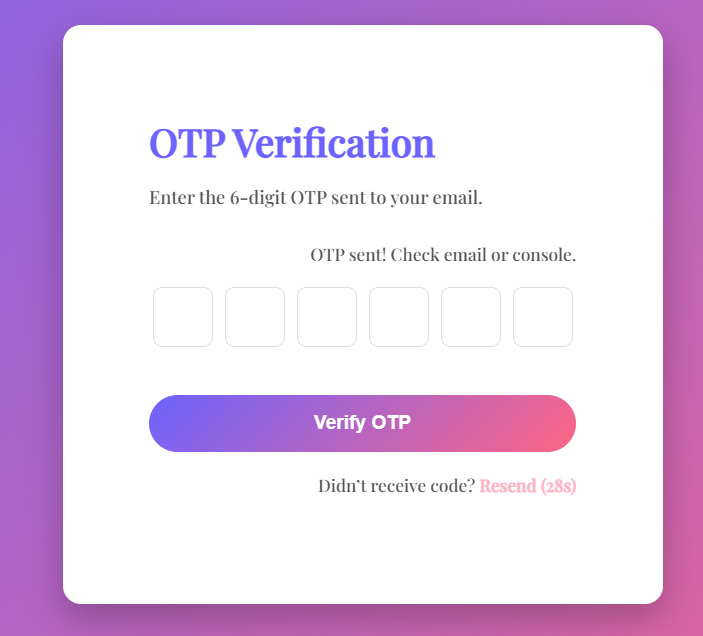 OTP Verification
Enter the 6-digit OTP sent to your email.
OTP sent! Check email or console.
Verify OTP
Didn’t receive code? Resend (28s)